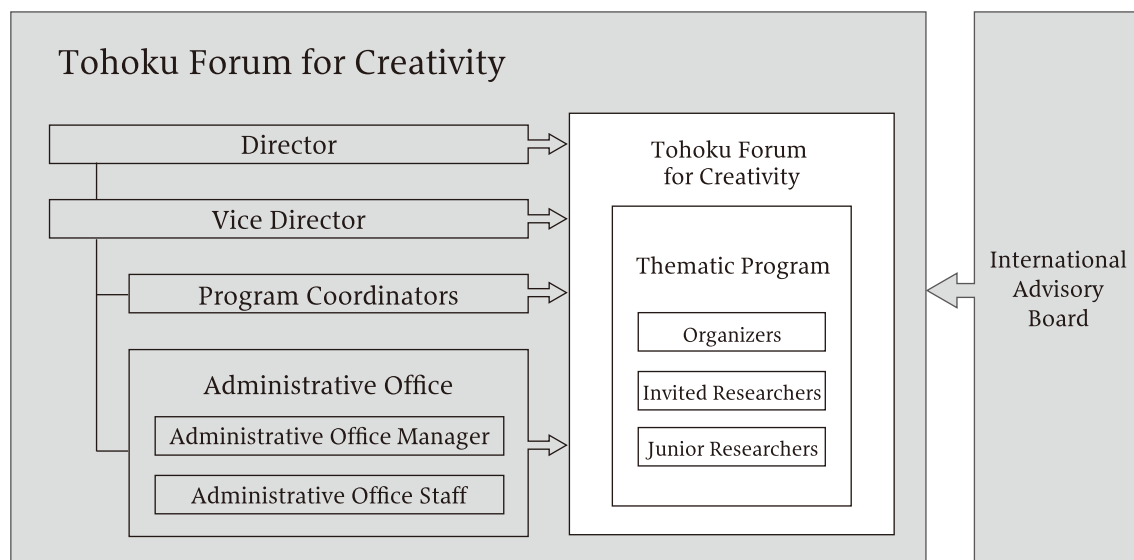 Tohoku Forum for Creativity
Director
Vice Director
Program Coordinators
Administrative Office
Administrative Office Manager
Administrative Office Staff
Tohoku Forum
for Creativity
Thematic Program
Organizers
Invited Researchers
Junior Researchers
International
Advisory
Board